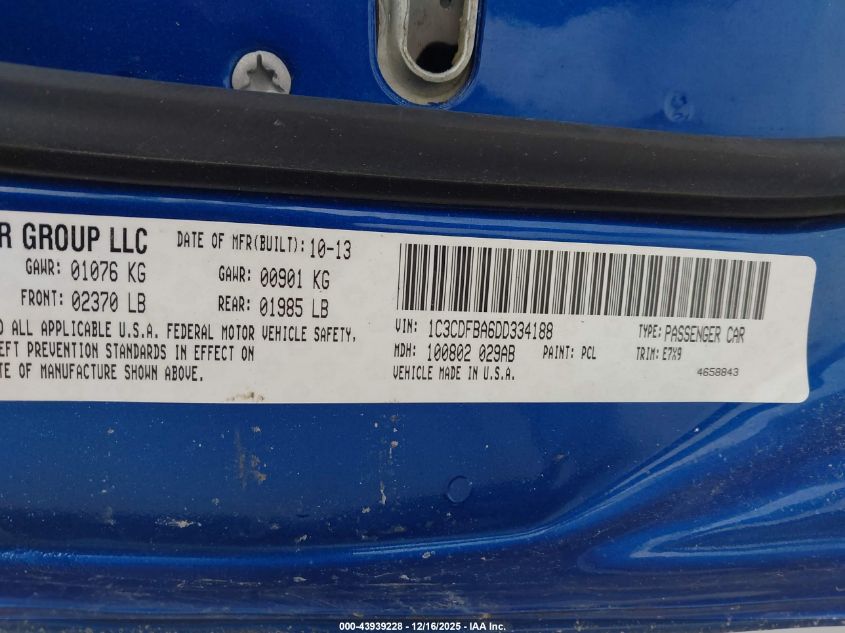 R GROUP LLC
DATE OF MFR(BUILT): 10-13
GAWR: 01076 KG
GAWR: 00901 KG
FRONT: 02370 LB
REAR: 01985 LB
O ALL APPLICABLE U.S.A. FEDERAL MOTOR VEHICLE SAFETY,
EFT PREVENTION STANDARDS IN EFFECT ON
TE OF MANUFACTURE SHOWN ABOVE.
VIN: 1C3CDFBA6DD334188
TYPE: PASSENGER CAR
MDH: 100802 029AB
PAINT: PCL
TRIM: E7X9
VEHICLE MADE IN U.S.A.
4658843
000-43939228 - 12/16/2025 - IAA Inc.